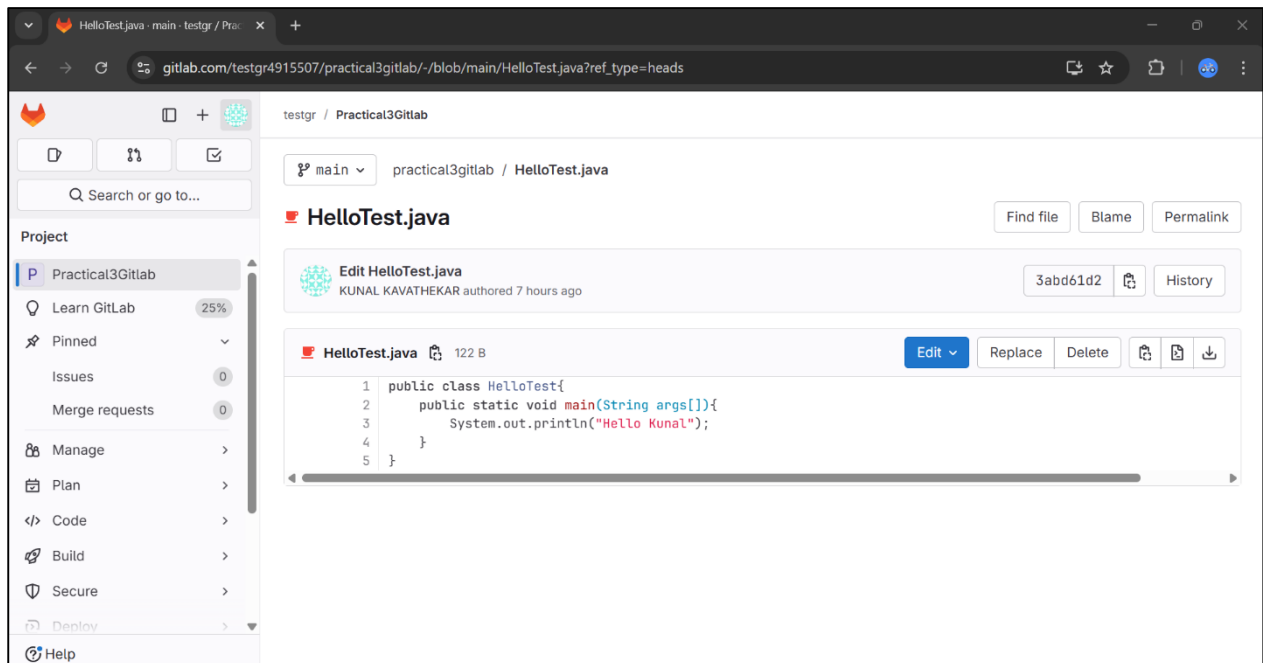 HelloTest.java · main · testgr / Prac
gitlab.com/testgr4915507/practical3gitlab/-/blob/main/HelloTest.java?ref_type=heads
testgr / Practical3Gitlab
Search or go to...
Project
P Practical3Gitlab
Learn GitLab 25%
Pinned
Issues 0
Merge requests 0
Manage
Plan
Code
Build
Secure
Deploy
Help
main practical3gitlab / HelloTest.java
HelloTest.java Find file Blame Permalink
Edit HelloTest.java
KUNAL KAVATHEKAR authored 7 hours ago
3abd61d2 History
HelloTest.java 122 B Edit Replace Delete
1 public class HelloTest{
2 public static void main(String args[]){
3 System.out.println("Hello Kunal");
4 }
5 }